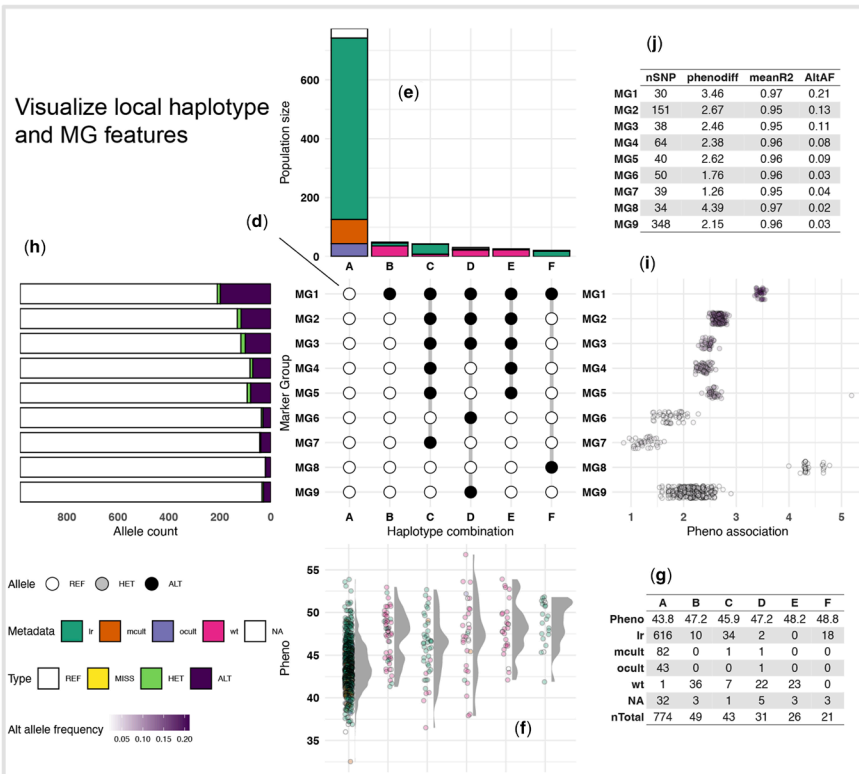 Visualize local haplotype
and MG features
(h)
(d)
(e)
(j)
Population size
600
400
200
0
A B C D E F
nSNP phenodiff meanR2 AltAF
MG1 30 3.46 0.97 0.21
MG2 151 2.67 0.95 0.13
MG3 38 2.46 0.95 0.11
MG4 64 2.38 0.96 0.08
MG5 40 2.62 0.96 0.09
MG6 50 1.76 0.96 0.03
MG7 39 1.26 0.95 0.04
MG8 34 4.39 0.97 0.02
MG9 348 2.15 0.96 0.03
800 600 400 200 0
Allele count
Marker Group
MG1
MG2
MG3
MG4
MG5
MG6
MG7
MG8
MG9
A B C D E F
Haplotype combination
(i)
MG1
MG2
MG3
MG4
MG5
MG6
MG7
MG8
MG9
1 2 3 4 5
Pheno association
Allele REF HET ALT
Metadata lr mcult ocult wt NA
Type REF MISS HET ALT
Alt allele frequency
0.05 0.10 0.15 0.20
Pheno
55
50
45
40
35
(f)
(g)
A B C D E F
Pheno 43.8 47.2 45.9 47.2 48.2 48.8
lr 616 10 34 2 0 18
mcult 82 0 1 1 0 0
ocult 43 0 0 1 0 0
wt 1 36 7 22 23 0
NA 32 3 1 5 3 3
nTotal 774 49 43 31 26 21